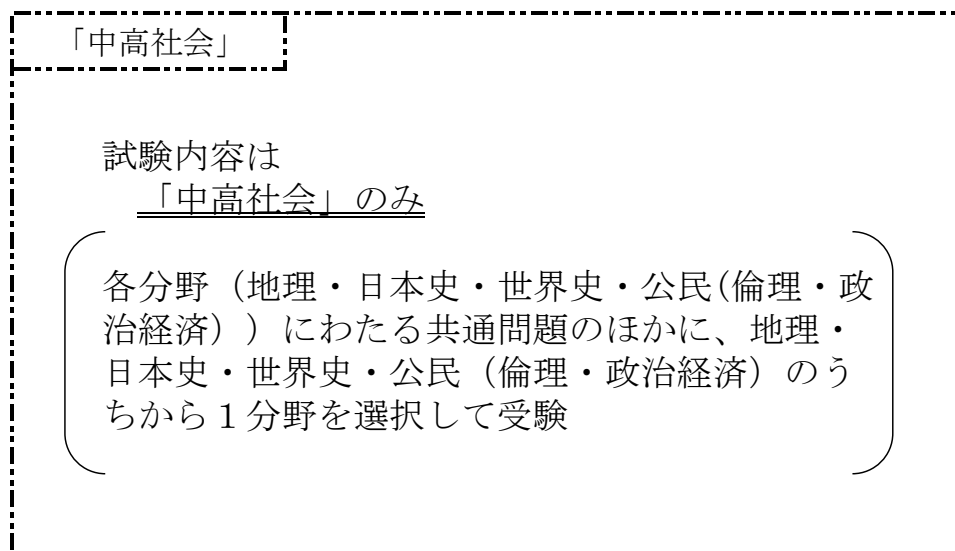 「中高社会」
試験内容は
「中高社会」のみ
各分野（地理・日本史・世界史・公民(倫理・政
治経済））にわたる共通問題のほかに、地理・
日本史・世界史・公民（倫理・政治経済）のう
ちから１分野を選択して受験